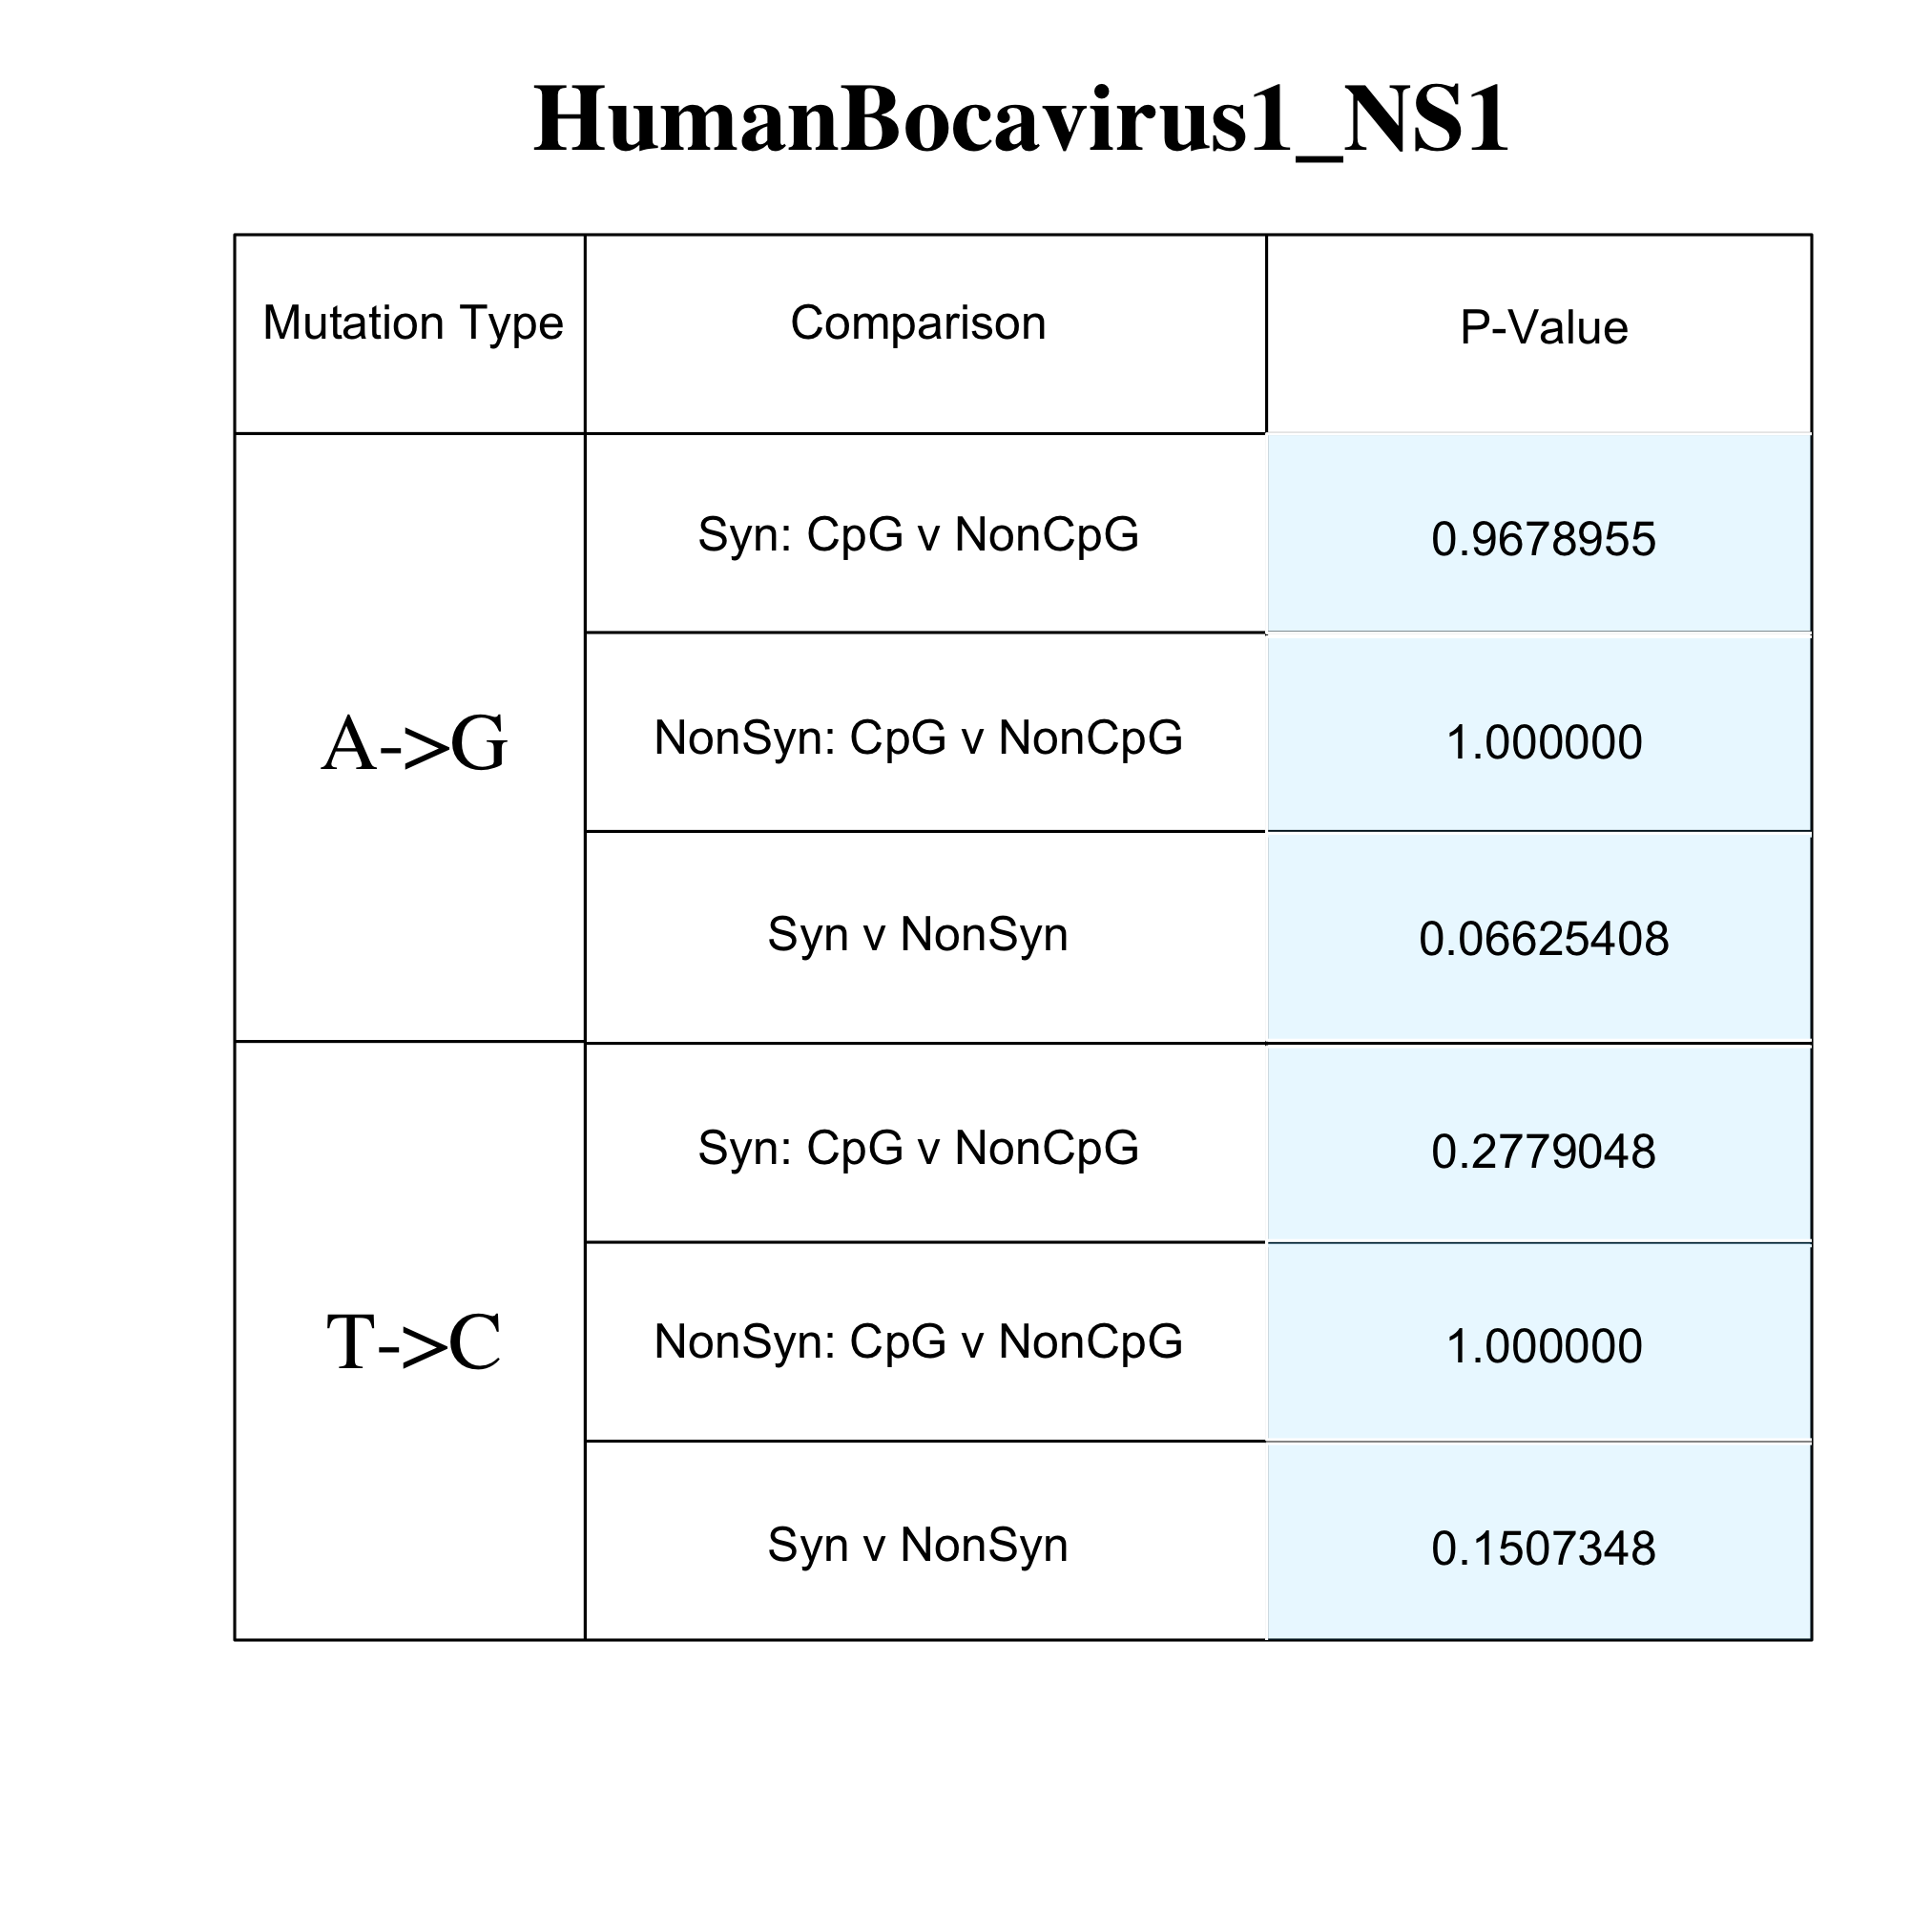 HumanBocavirus1_NS1
Mutation Type Comparison P-Value
A->G
Syn: CpG v NonCpG 0.9678955
NonSyn: CpG v NonCpG 1.000000
Syn v NonSyn 0.06625408
T->C
Syn: CpG v NonCpG 0.2779048
NonSyn: CpG v NonCpG 1.000000
Syn v NonSyn 0.1507348